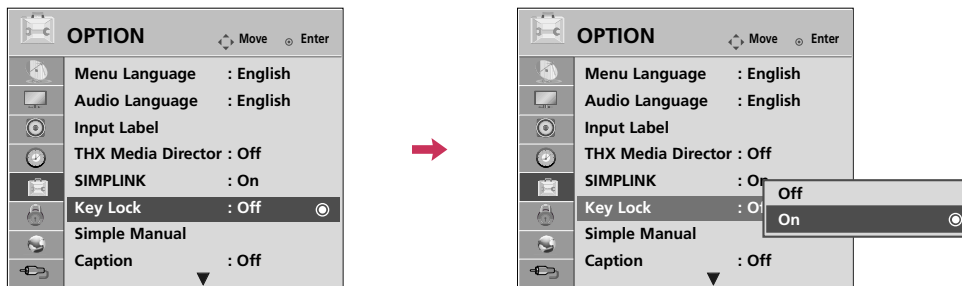 OPTION Move Enter
Menu Language : English
Audio Language : English
Input Label
THX Media Director : Off
SIMPLINK : On
Key Lock : Off
Simple Manual
Caption : Off
OPTION Move Enter
Menu Language : English
Audio Language : English
Input Label
THX Media Director : Off
SIMPLINK : On
Key Lock : Of
Simple Manual
Caption : Off
Off
On